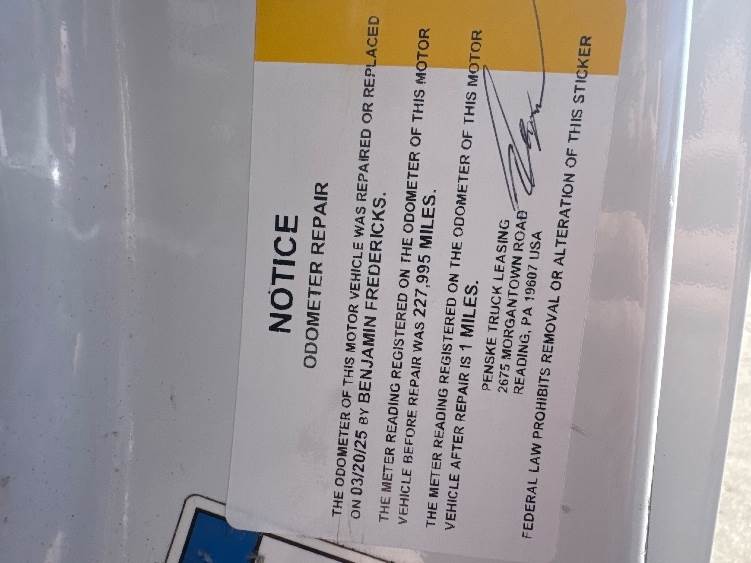 NOTICE
ODOMETER REPAIR
THE ODOMETER OF THIS MOTOR VEHICLE WAS REPAIRED OR REPLACED
ON 03/20/25 BY BENJAMIN FREDERICKS.
THE METER READING REGISTERED ON THE ODOMETER OF THIS MOTOR
VEHICLE BEFORE REPAIR WAS 227,995 MILES.
THE METER READING REGISTERED ON THE ODOMETER OF THIS MOTOR
VEHICLE AFTER REPAIR IS 1 MILES.
PENSKE TRUCK LEASING
2675 MORGANTOWN ROAD
READING, PA 19607 USA
FEDERAL LAW PROHIBITS REMOVAL OR ALTERATION OF THIS STICKER